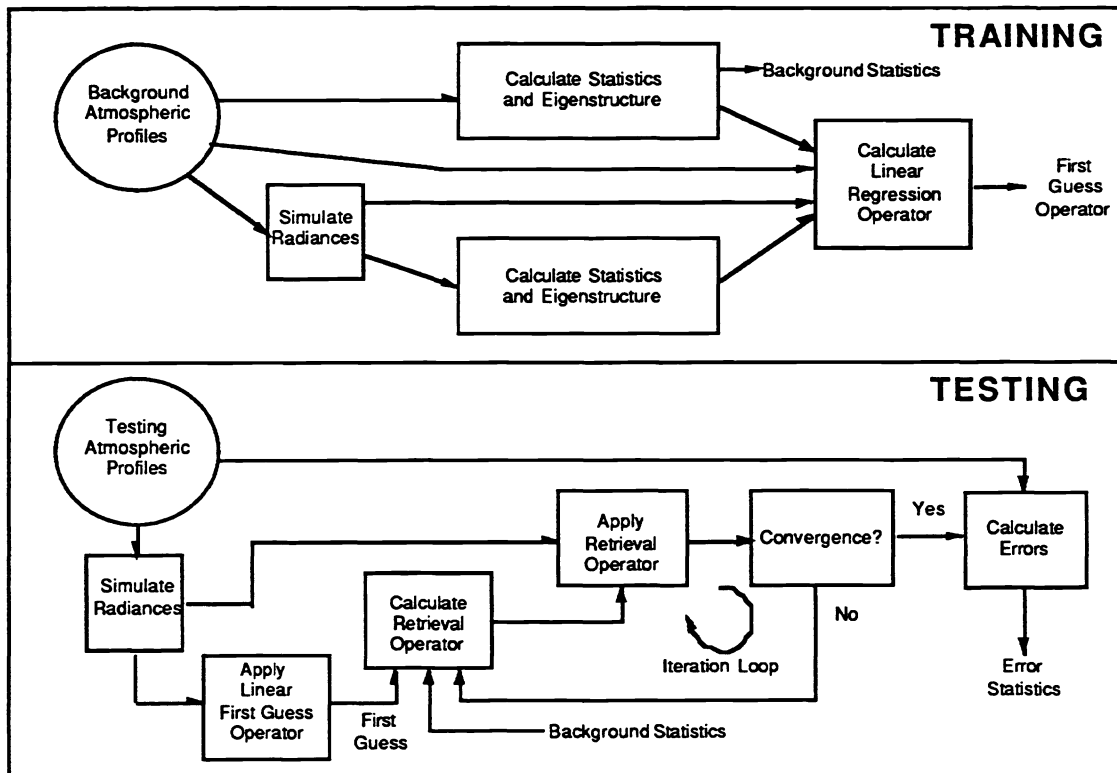 TRAINING
Background
Atmospheric
Profiles
Calculate Statistics
and Eigenstructure
Background Statistics
Calculate
Linear
Regression
Operator
First
Guess
Operator
Simulate
Radiances
Calculate Statistics
and Eigenstructure
TESTING
Testing
Atmospheric
Profiles
Simulate
Radiances
Apply
Linear
First Guess
Operator
First
Guess
Calculate
Retrieval
Operator
Apply
Retrieval
Operator
Convergence?
Yes
No
Iteration Loop
Background Statistics
Calculate
Errors
Error
Statistics